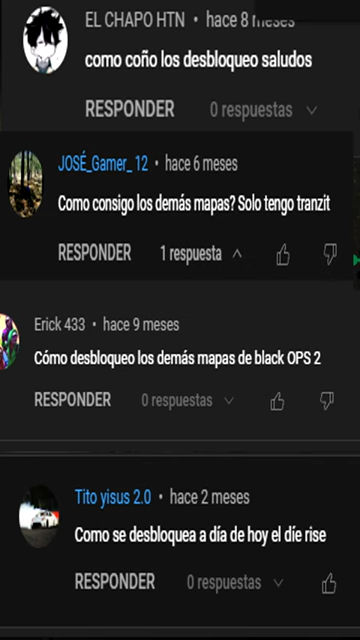 EL CHAPO HTN • hace 8 meses
como coño los desbloqueo saludos
RESPONDER 0 respuestas
JOSÉ_Gamer_ 12 • hace 6 meses
Como consigo los demás mapas? Solo tengo tranzit
RESPONDER 1 respuesta
Erick 433 • hace 9 meses
Cómo desbloqueo los demás mapas de black OPS 2
RESPONDER 0 respuestas
Tito yisus 2.0 • hace 2 meses
Como se desbloquea a día de hoy el díe rise
RESPONDER 0 respuestas